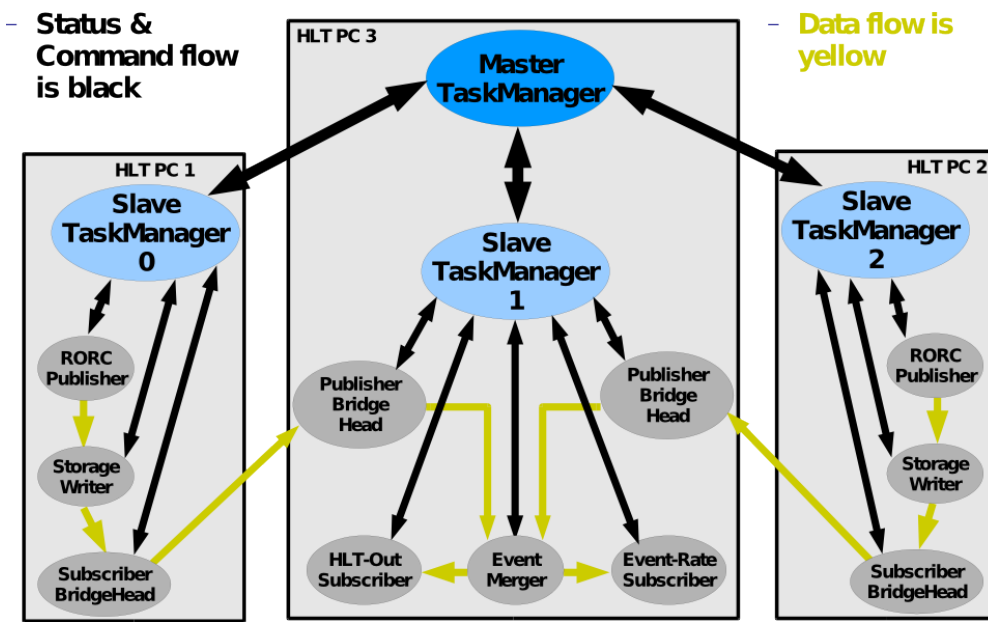 – Status &
Command flow
is black
– Data flow is
yellow
HLT PC 3
Master
TaskManager
HLT PC 1
Slave
TaskManager
0
RORC
Publisher
Storage
Writer
Subscriber
BridgeHead
Slave
TaskManager
1
Publisher
Bridge
Head
Publisher
Bridge
Head
HLT-Out
Subscriber
Event
Merger
Event-Rate
Subscriber
HLT PC 2
Slave
TaskManager
2
RORC
Publisher
Storage
Writer
Subscriber
BridgeHead